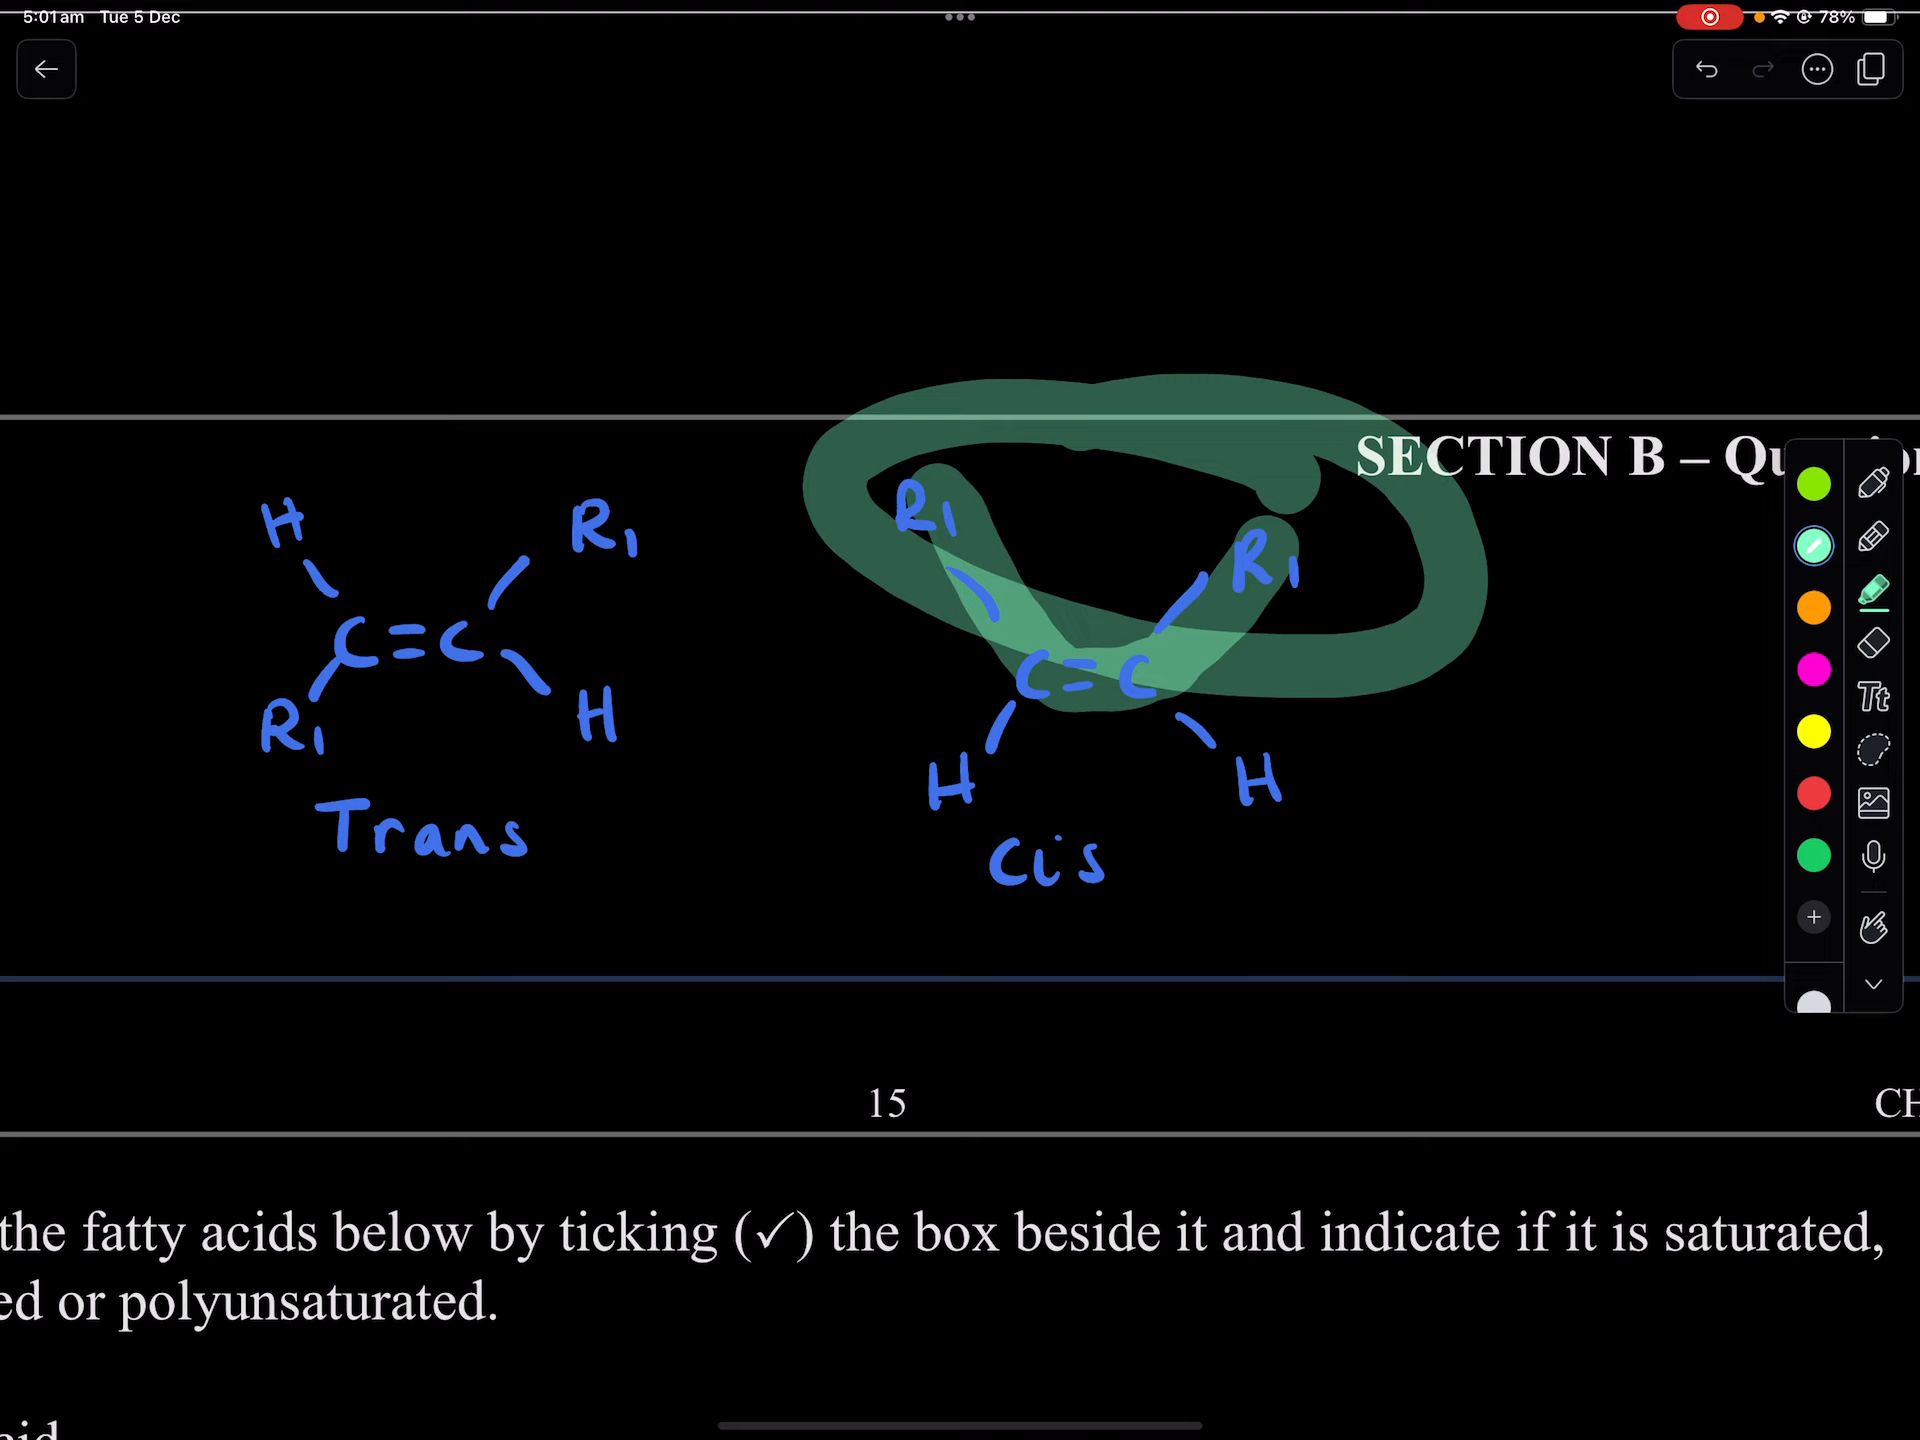 5:01am Tue 5 Dec
78%
SECTION B – Qu
H
R1
C=C
R1
H
Trans
R1
R1
C=C
H
H
Cis
Tt
15
CH
the fatty acids below by ticking (✓) the box beside it and indicate if it is saturated,
ed or polyunsaturated.